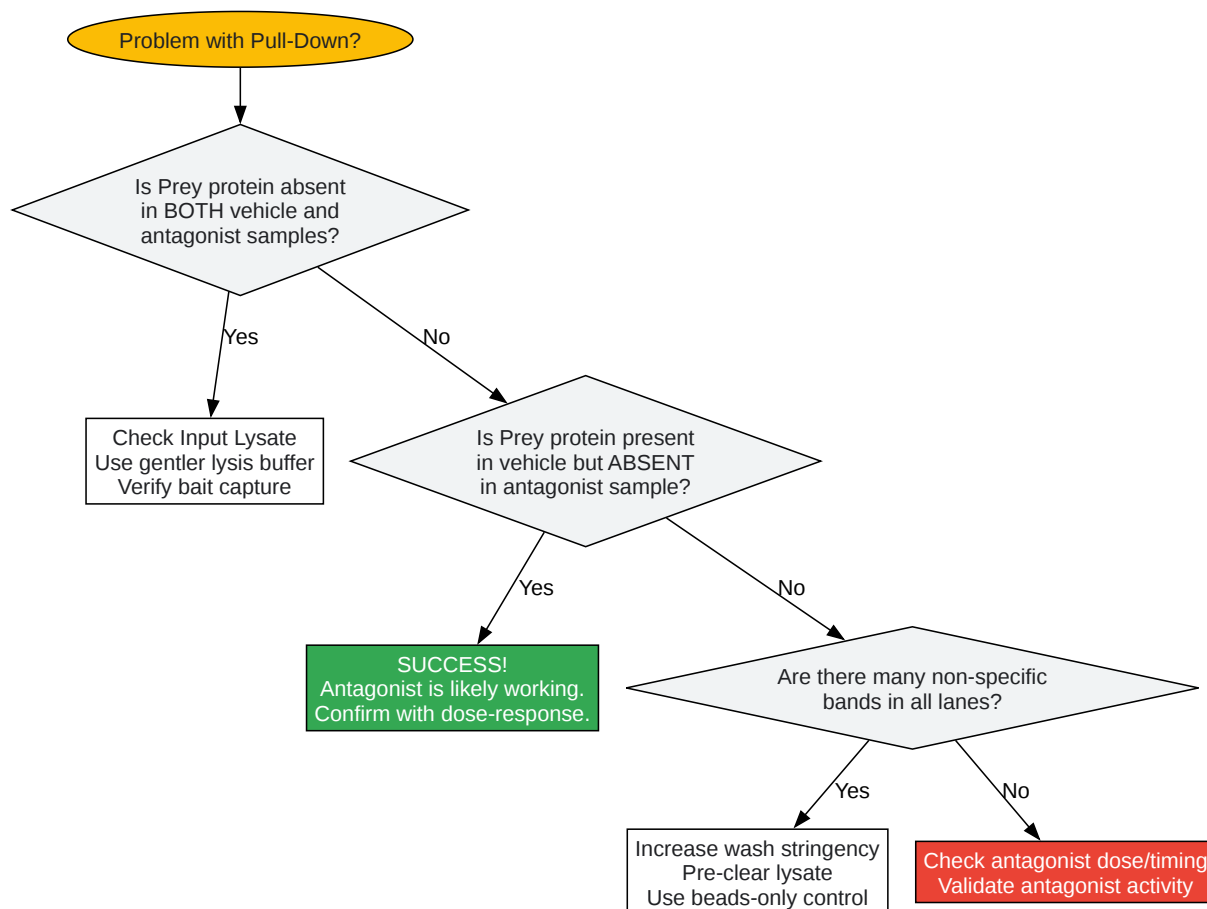 Problem with Pull-Down?
Is Prey protein absent
in BOTH vehicle and
antagonist samples?
Yes
No
Check Input Lysate
Use gentler lysis buffer
Verify bait capture
Is Prey protein present
in vehicle but ABSENT
in antagonist sample?
Yes
No
SUCCESS!
Antagonist is likely working.
Confirm with dose-response.
Are there many non-specific
bands in all lanes?
Yes
No
Increase wash stringency
Pre-clear lysate
Use beads-only control
Check antagonist dose/timing
Validate antagonist activity